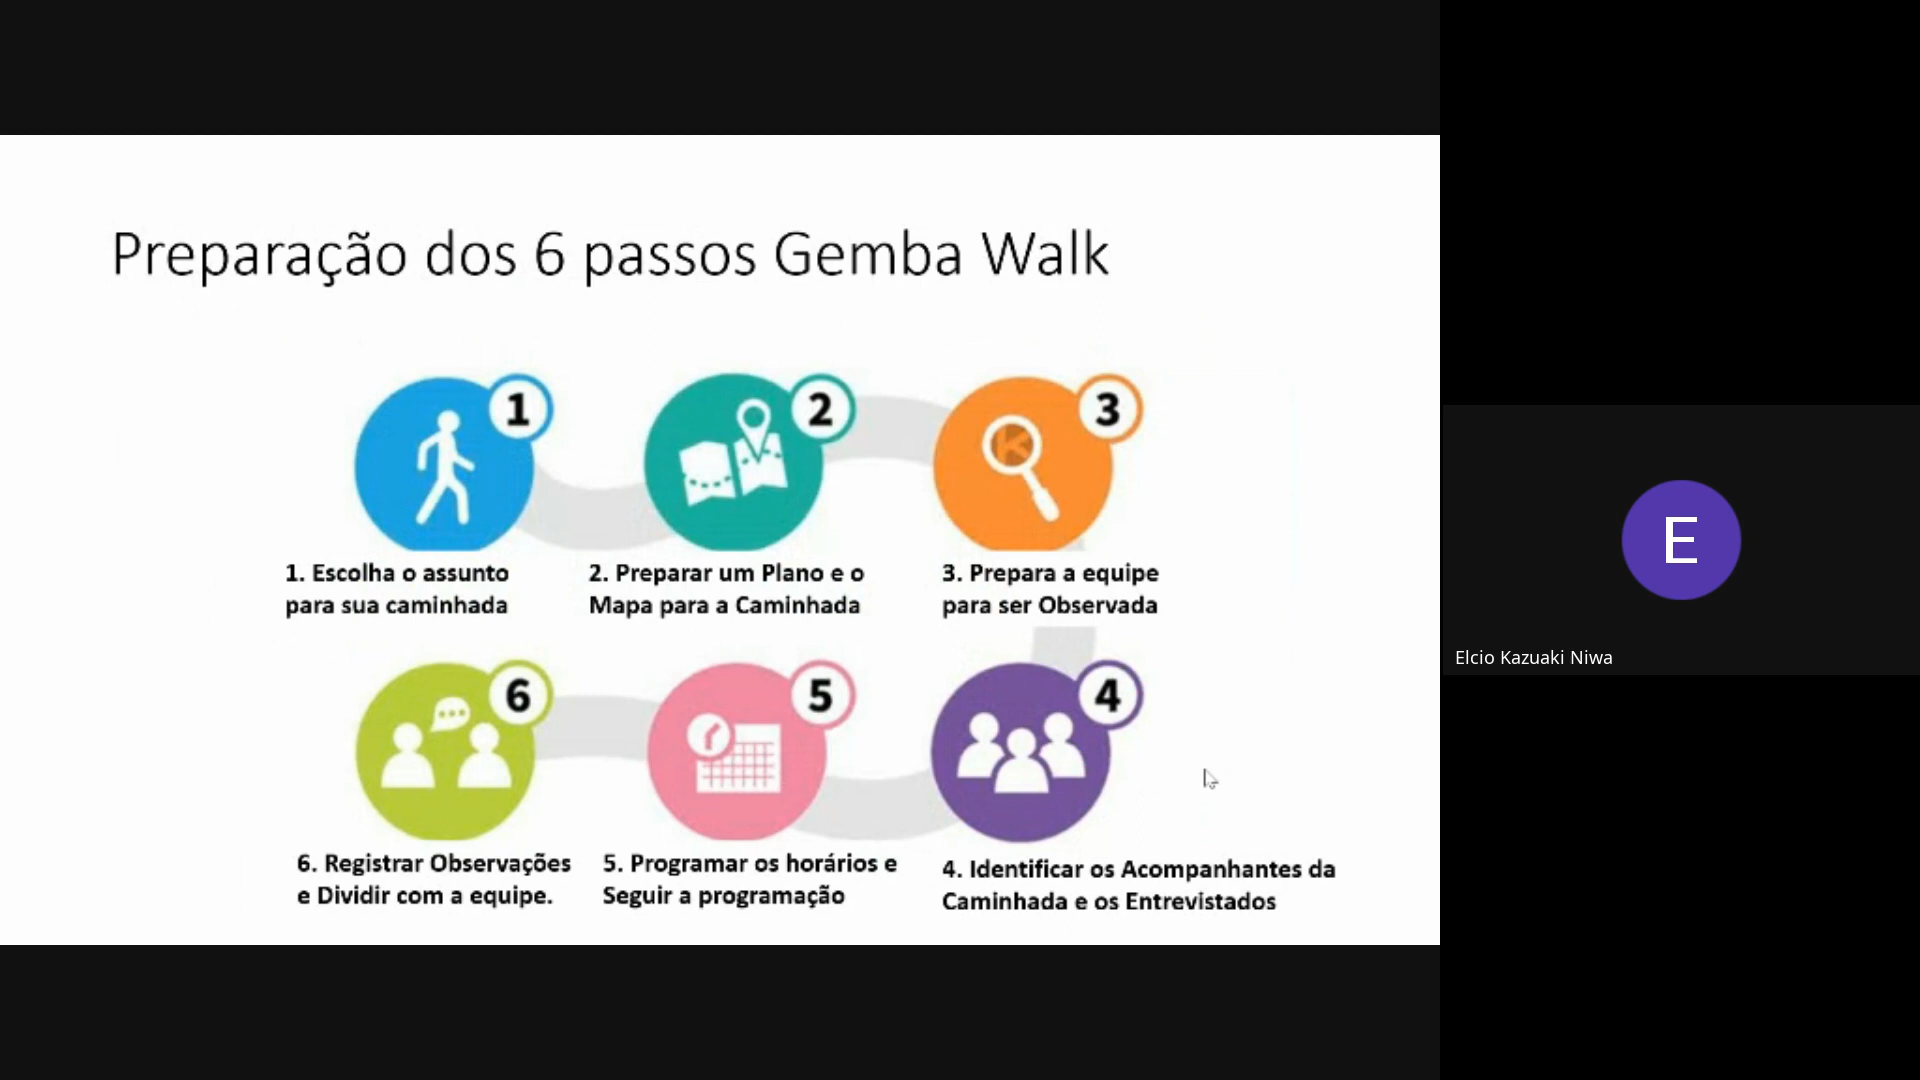 Preparação dos 6 passos Gemba Walk
1
2
3
1. Escolha o assunto
para sua caminhada
2. Preparar um Plano e o
Mapa para a Caminhada
3. Prepara a equipe
para ser Observada
6
5
4
6. Registrar Observações
e Dividir com a equipe.
5. Programar os horários e
Seguir a programação
4. Identificar os Acompanhantes da
Caminhada e os Entrevistados
E
Elcio Kazuaki Niwa